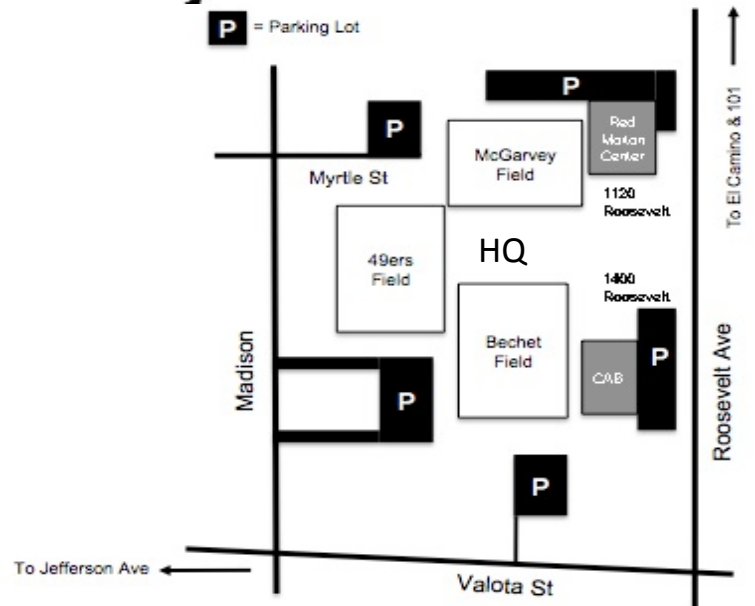 P = Parking Lot
To El Camino & 101
P
P
Red
Morton
Center
McGarvey
Field
Myrtle St
1120
Roosevelt
49ers
Field
HQ
1400
Roosevelt
Bechet
Field
P
CAB
Madison
Roosevelt Ave
P
P
To Jefferson Ave
Valota St